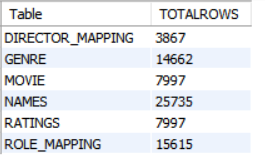 Table TOTALROWS
DIRECTOR_MAPPING 3867
GENRE 14662
MOVIE 7997
NAMES 25735
RATINGS 7997
ROLE_MAPPING 15615